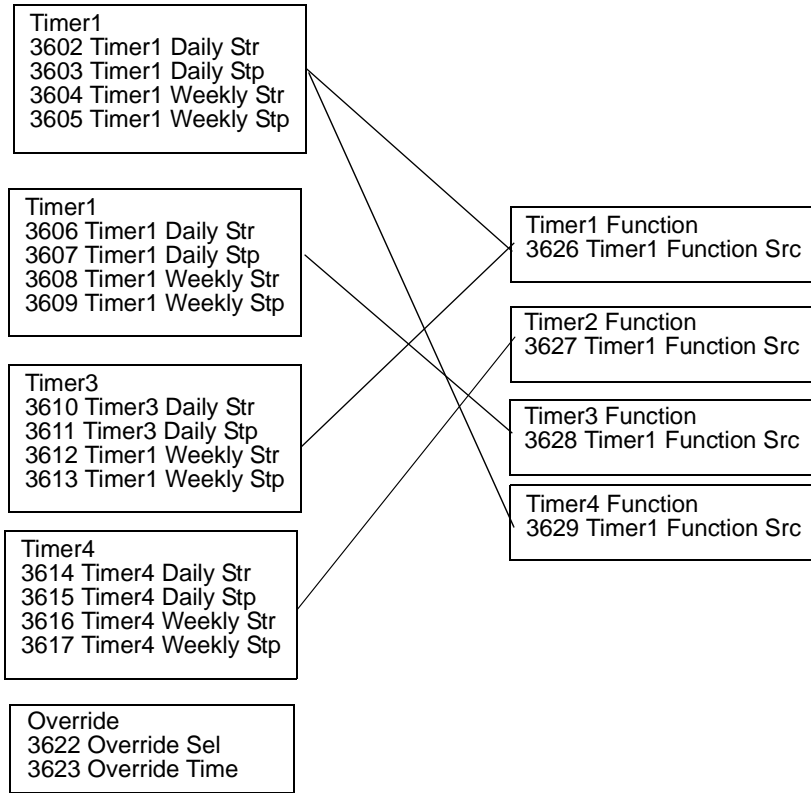 Timer1
3602 Timer1 Daily Str
3603 Timer1 Daily Stp
3604 Timer1 Weekly Str
3605 Timer1 Weekly Stp
Timer1
3606 Timer1 Daily Str
3607 Timer1 Daily Stp
3608 Timer1 Weekly Str
3609 Timer1 Weekly Stp
Timer3
3610 Timer3 Daily Str
3611 Timer3 Daily Stp
3612 Timer1 Weekly Str
3613 Timer1 Weekly Stp
Timer4
3614 Timer4 Daily Str
3615 Timer4 Daily Stp
3616 Timer4 Weekly Str
3617 Timer4 Weekly Stp
Override
3622 Override Sel
3623 Override Time
Timer1 Function
3626 Timer1 Function Src
Timer2 Function
3627 Timer1 Function Src
Timer3 Function
3628 Timer1 Function Src
Timer4 Function
3629 Timer1 Function Src